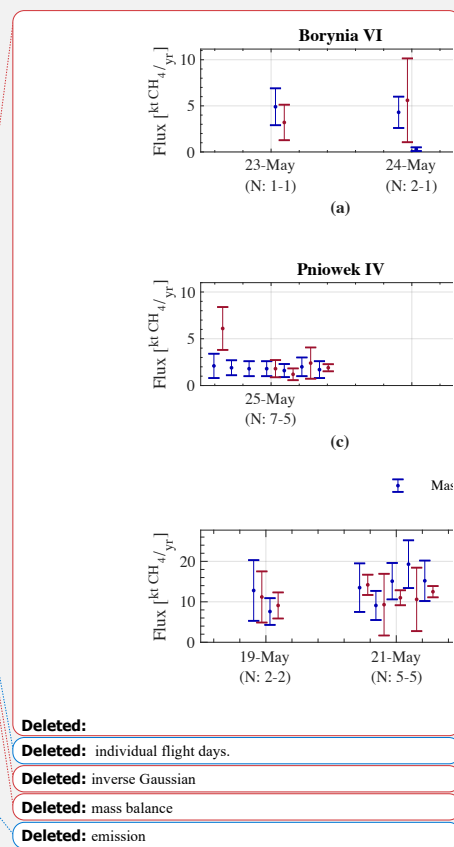 Borynia VI
10
5
0
Flux [kt CH4/yr]
23-May
24-May
(N: 1-1)
(N: 2-1)
(a)
Pniowek IV
10
5
0
Flux [kt CH4/yr]
25-May
(N: 7-5)
(c)
Mas
20
10
0
Flux [kt CH4/yr]
19-May
21-May
(N: 2-2)
(N: 5-5)
Deleted:
Deleted: individual flight days.
Deleted: inverse Gaussian
Deleted: mass balance
Deleted: emission